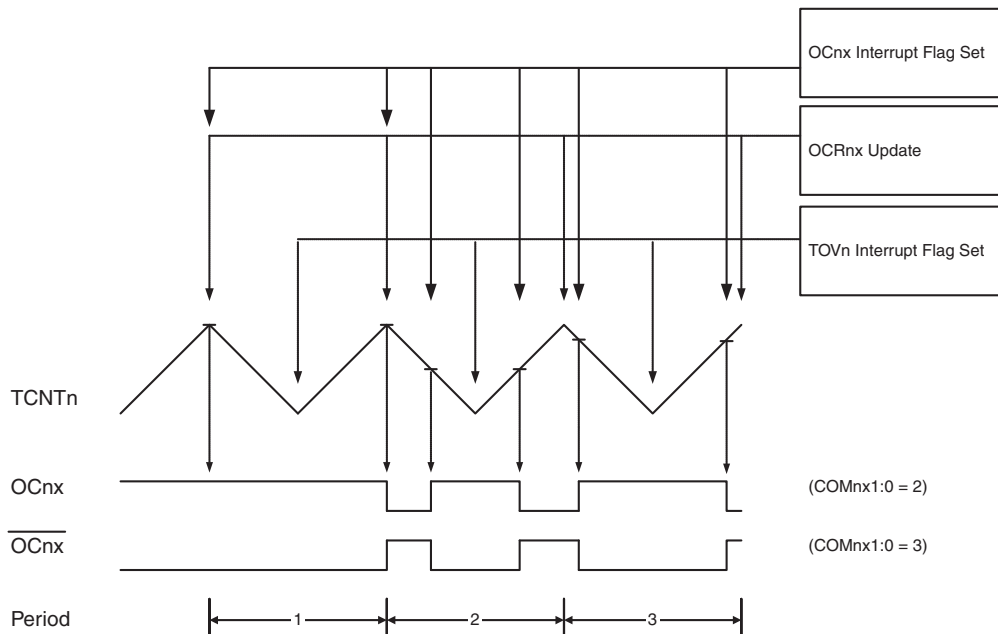 OCnx Interrupt Flag Set
OCRnx Update
TOVn Interrupt Flag Set
TCNTn
OCnx
(COMnx1:0 = 2)
OCnx
(COMnx1:0 = 3)
Period
1
2
3